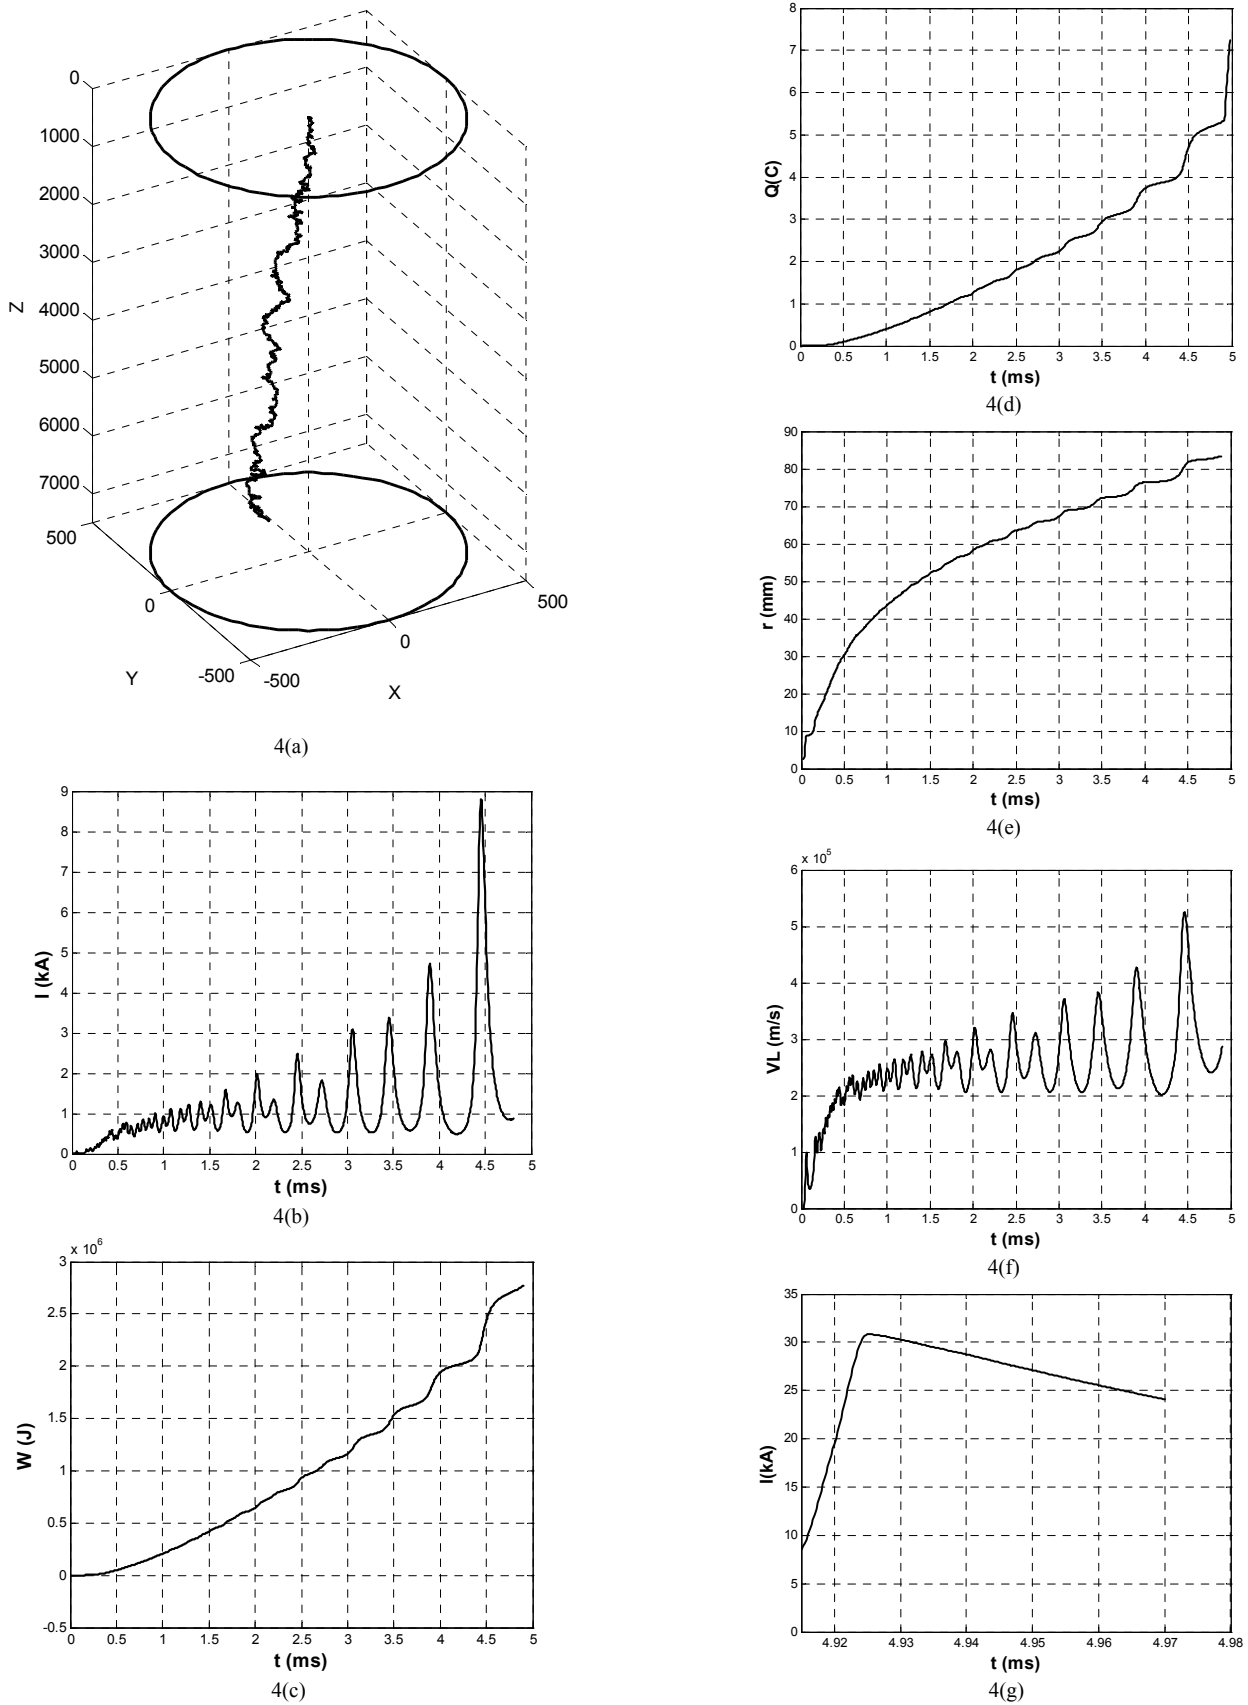 0
1000
2000
3000
4000
5000
6000
7000
Z
500
0
-500
Y
-500
0
500
X
4(a)
9
8
7
6
5
4
3
2
1
0
I (kA)
0 0.5 1 1.5 2 2.5 3 3.5 4 4.5 5
t (ms)
4(b)
x 10^6
3
2.5
2
1.5
1
0.5
0
-0.5
W (J)
0 0.5 1 1.5 2 2.5 3 3.5 4 4.5 5
t (ms)
4(c)
8
7
6
5
4
3
2
1
0
Q(C)
0 0.5 1 1.5 2 2.5 3 3.5 4 4.5 5
t (ms)
4(d)
90
80
70
60
50
40
30
20
10
0
r (mm)
0 0.5 1 1.5 2 2.5 3 3.5 4 4.5 5
t (ms)
4(e)
x 10^5
6
5
4
3
2
1
0
VL (m/s)
0 0.5 1 1.5 2 2.5 3 3.5 4 4.5 5
t (ms)
4(f)
35
30
25
20
15
10
5
0
I(kA)
4.92 4.93 4.94 4.95 4.96 4.97 4.98
t (ms)
4(g)